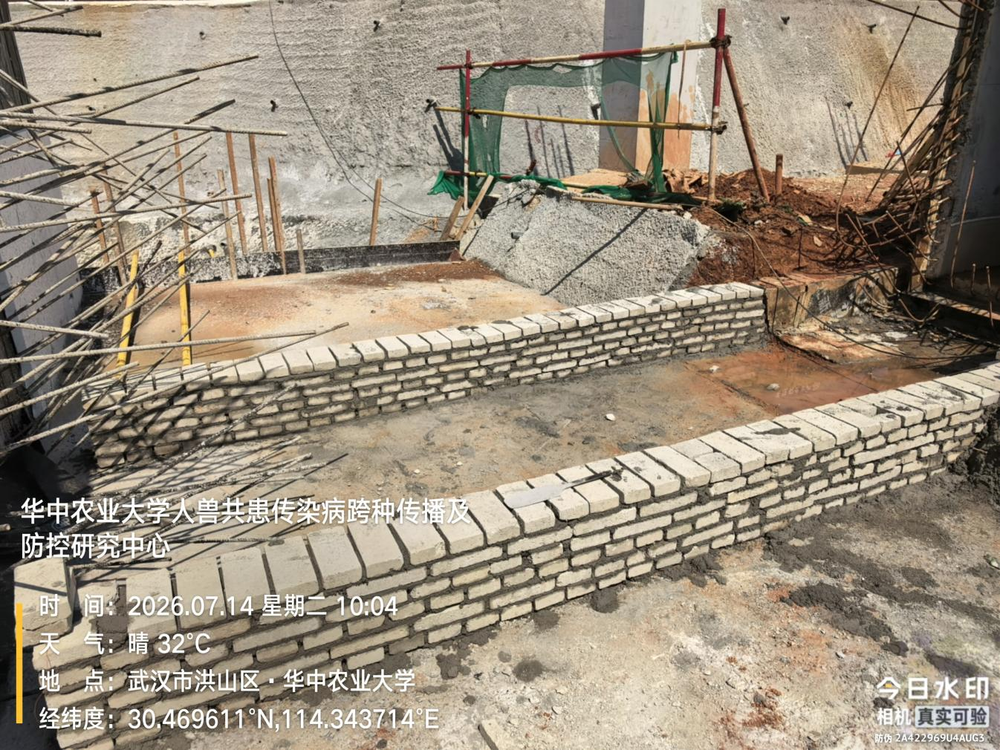 华中农业大学人兽共患传染病跨种传播及
防控研究中心
时 间：2026.07.14 星期二 10:04
天 气：晴 32°C
地 点：武汉市洪山区·华中农业大学
经纬度：30.469611°N,114.343714°E
今日水印
相机 真实可验
防伪 2A422969U4AUG3